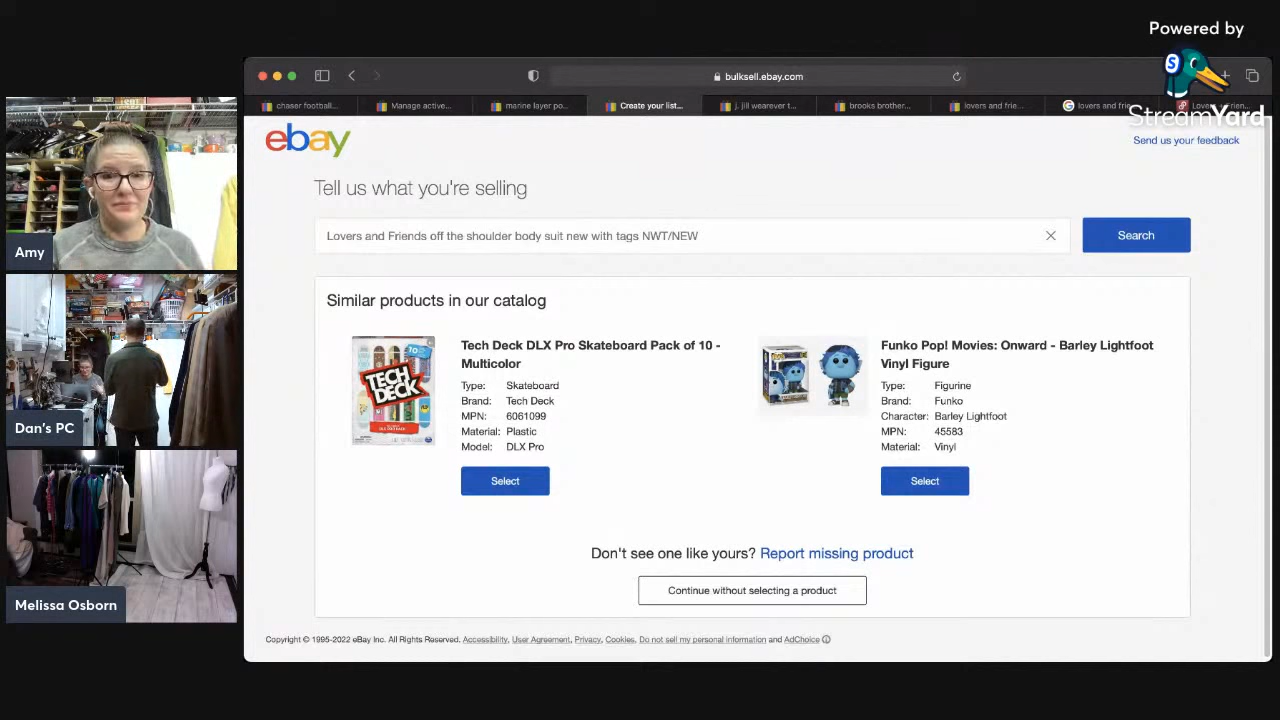 Powered by
StreamYard
bulksell.ebay.com
chaser football...
Manage active...
marine layer po...
Create your list...
j. jill wearever t...
brooks brother...
lovers and frie...
lovers and frie
ebay
Send us your feedback
Tell us what you're selling
Lovers and Friends off the shoulder body suit new with tags NWT/NEW
Search
Similar products in our catalog
TECH DECK
Tech Deck DLX Pro Skateboard Pack of 10 - Multicolor
Type: Skateboard
Brand: Tech Deck
MPN: 6061099
Material: Plastic
Model: DLX Pro
Select
Funko Pop! Movies: Onward - Barley Lightfoot
Vinyl Figure
Type: Figurine
Brand: Funko
Character: Barley Lightfoot
MPN: 45583
Material: Vinyl
Select
Don't see one like yours? Report missing product
Continue without selecting a product
Copyright © 1995-2022 eBay Inc. All Rights Reserved. Accessibility, User Agreement, Privacy, Cookies, Do not sell my personal information and AdChoice
Amy
Dan's PC
Melissa Osborn